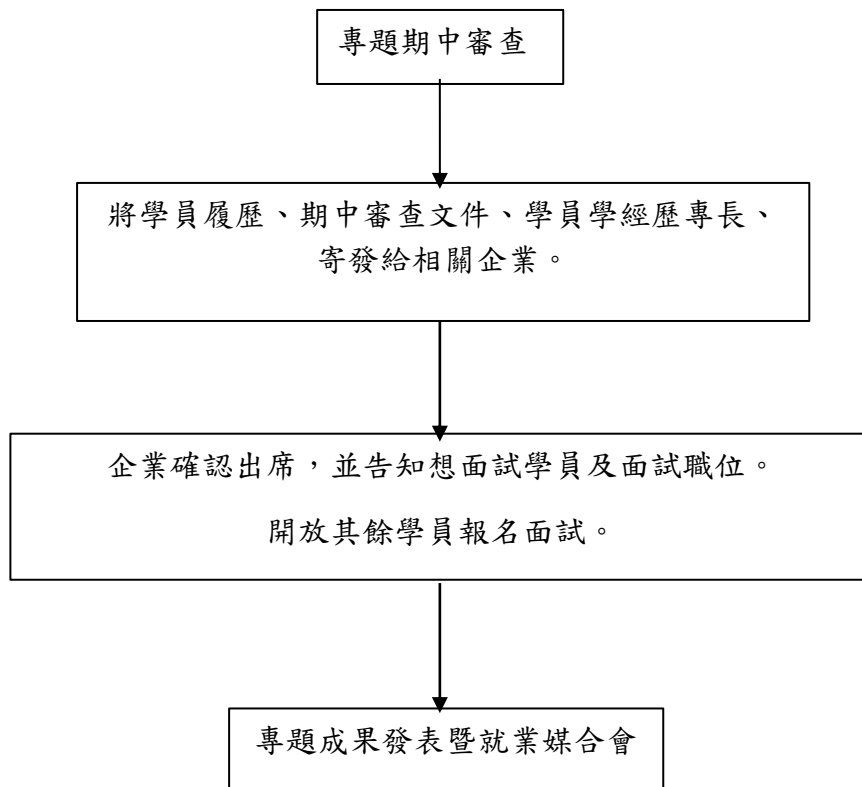 專題期中審查
將學員履歷、期中審查文件、學員學經歷專長、
寄發給相關企業。
企業確認出席，並告知想面試學員及面試職位。
開放其餘學員報名面試。
專題成果發表暨就業媒合會